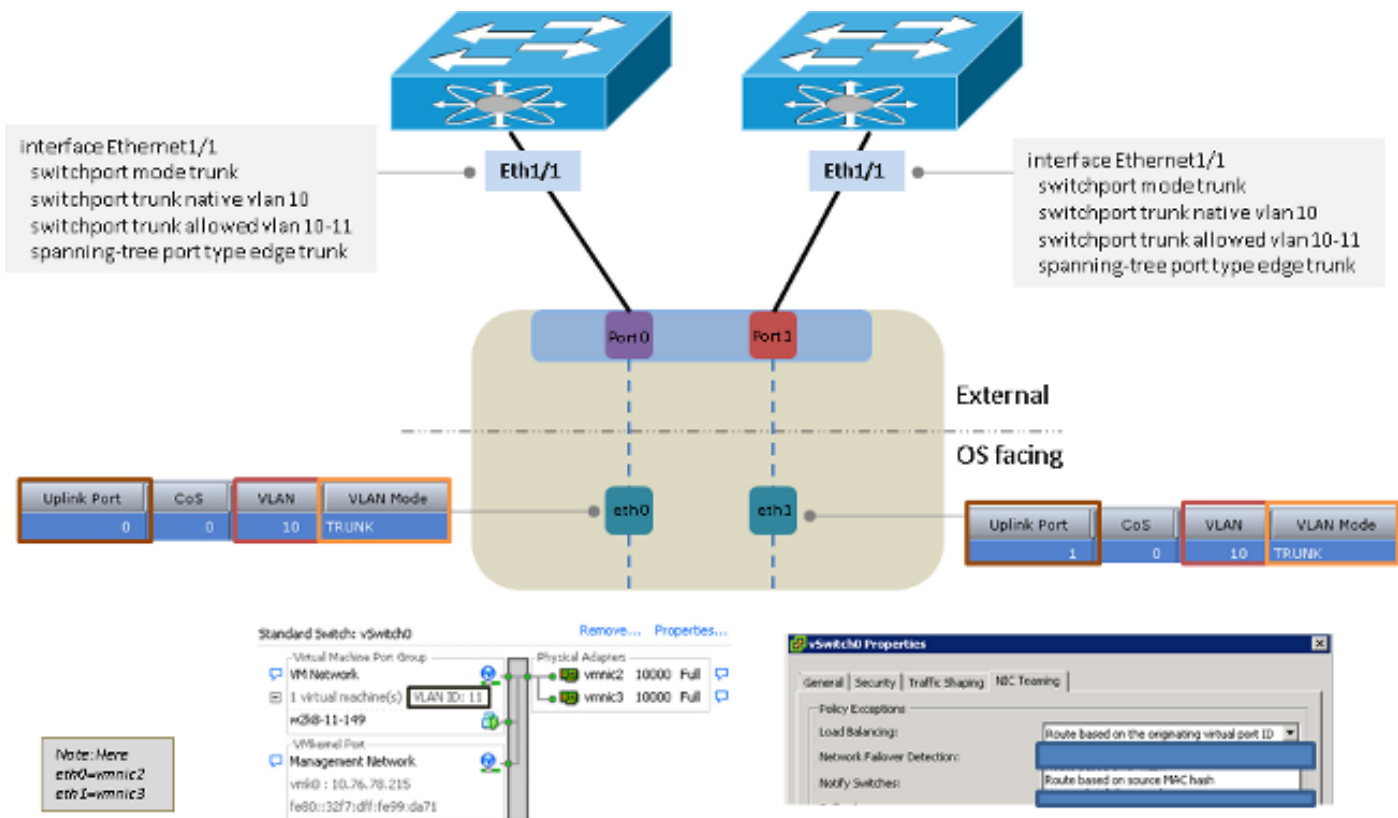 interface Ethernet1/1
switchport mode trunk
switchport trunk native vlan 10
switchport trunk allowed vlan 10-11
spanning-tree port type edge trunk
Eth1/1
Eth1/1
interface Ethernet1/1
switchport mode trunk
switchport trunk native vlan 10
switchport trunk allowed vlan 10-11
spanning-tree port type edge trunk
Port0
Port1
External
OS facing
Uplink Port CoS VLAN VLAN Mode
0 0 10 TRUNK
eth0
eth1
Uplink Port CoS VLAN VLAN Mode
1 0 10 TRUNK
Standard Switch: vSwitch0 Remove... Properties...
Virtual Machine Port Group
VM Network
1 virtual machine(s) VLAN ID: 11
w2k8-11-149
VMkernel Port
Management Network
vmk0 : 10.76.78.215
fe80::32f7:dff:fe99:da71
Physical Adapters
vmnic2 10000 Full
vmnic3 10000 Full
Note: Here
eth0=vmnic2
eth1=vmnic3
vSwitch0 Properties
General Security Traffic Shaping NIC Teaming
Policy Exceptions
Load Balancing: Route based on the originating virtual port ID
Network Failover Detection:
Notify Switches: Route based on source MAC hash